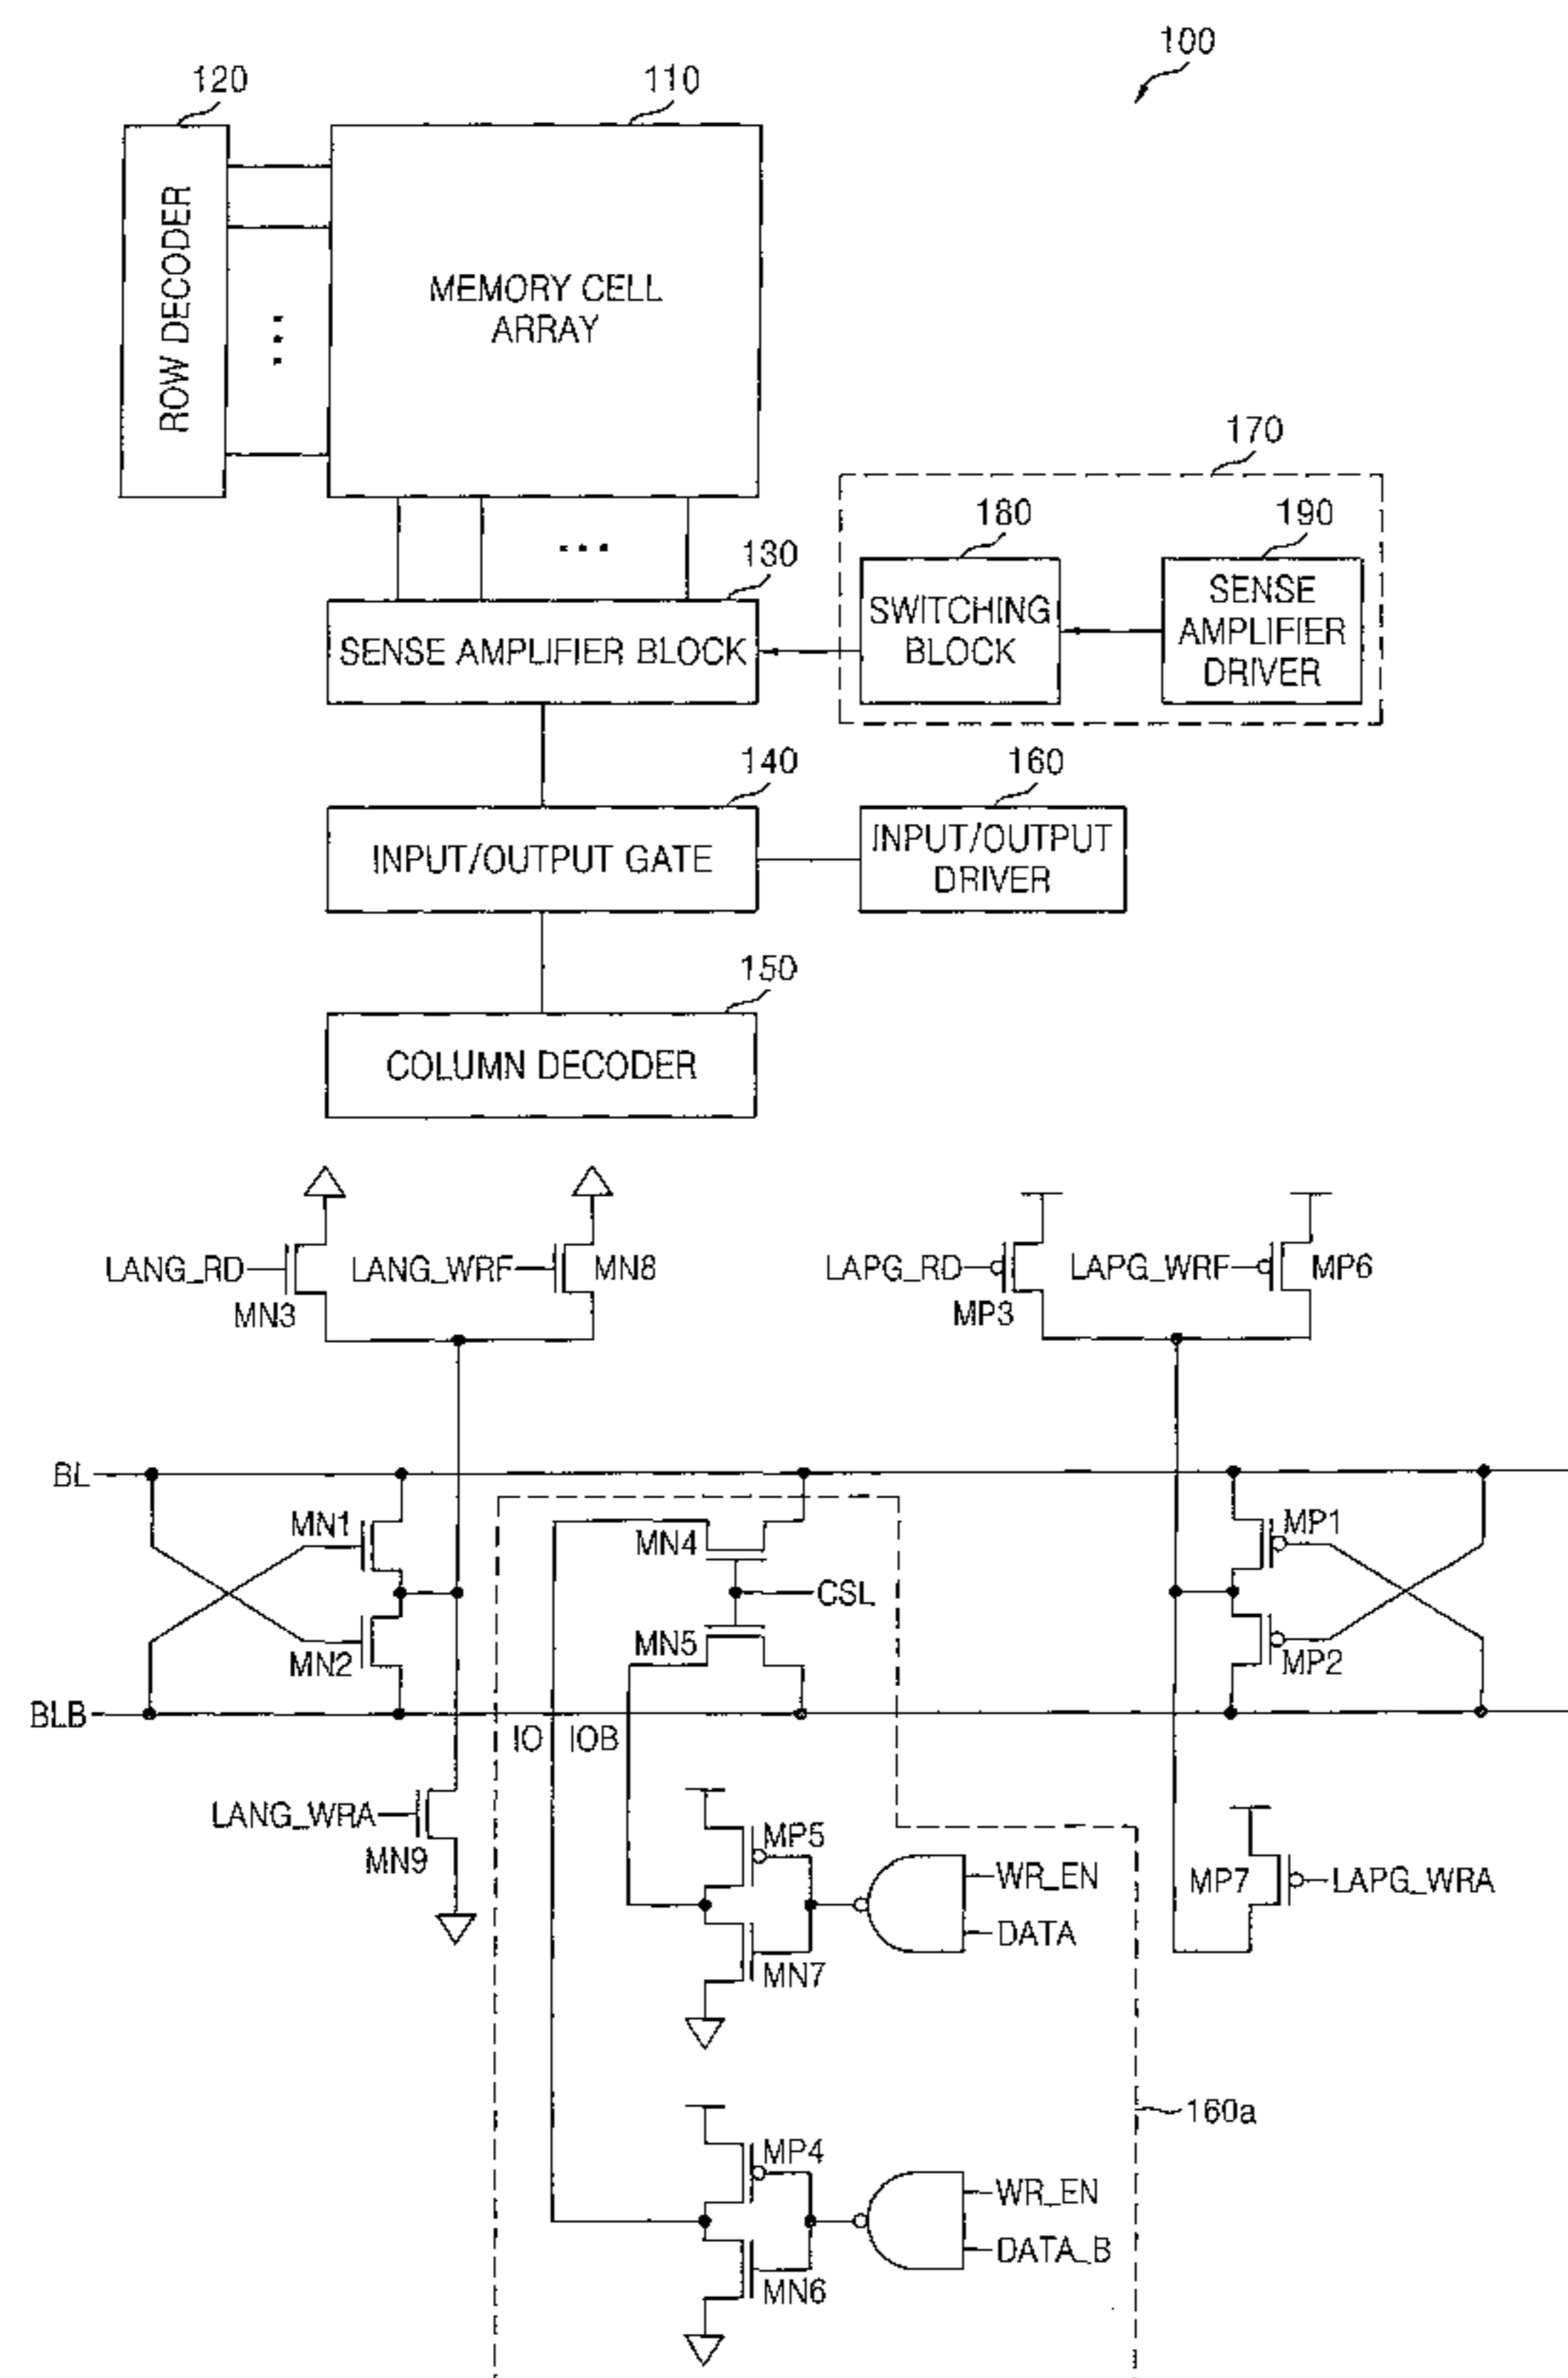 100
120
110
ROW DECODER
MEMORY CELL
ARRAY
170
180
190
130
SENSE AMPLIFIER BLOCK
SWITCHING
BLOCK
SENSE
AMPLIFIER
DRIVER
140
160
INPUT/OUTPUT GATE
INPUT/OUTPUT
DRIVER
150
COLUMN DECODER
LANG_RD
MN3
LANG_WRF
MN8
LAPG_RD
MP3
LAPG_WRF
MP6
BL
MN1
MN4
MP1
CSL
MN2
MN5
MP2
BLB
IO
IOB
LANG_WRA
MN9
MP5
WR_EN
DATA
MN7
MP7
LAPG_WRA
160a
MP4
WR_EN
DATA_B
MN6